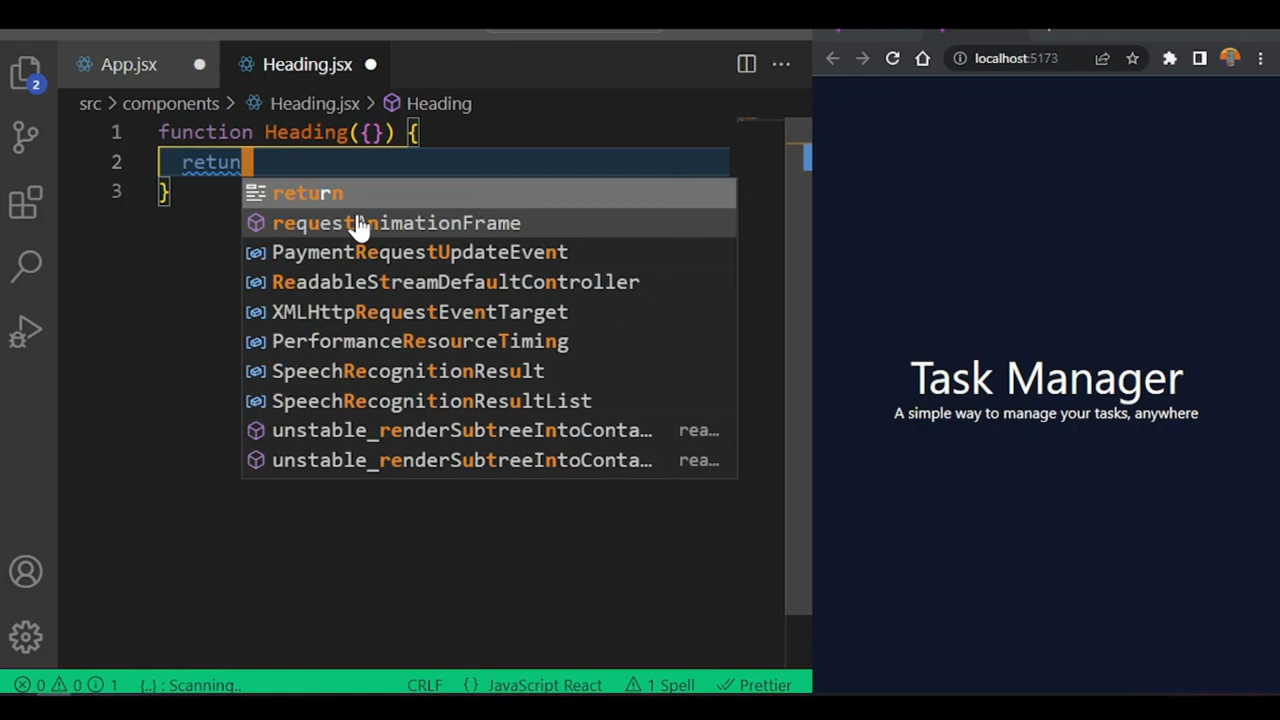 App.jsx
Heading.jsx
localhost:5173
2
src > components > Heading.jsx > Heading
1 function Heading({}) {
2 retun
3 }
return
requestAnimationFrame
PaymentRequestUpdateEvent
ReadableStreamDefaultController
XMLHttpRequestEventTarget
PerformanceResourceTiming
SpeechRecognitionResult
SpeechRecognitionResultList
unstable_renderSubtreeIntoConta... rea...
unstable_renderSubtreeIntoConta... rea...
Task Manager
A simple way to manage your tasks, anywhere
0 0 1 {..} : Scanning.. CRLF {} JavaScript React 1 Spell Prettier